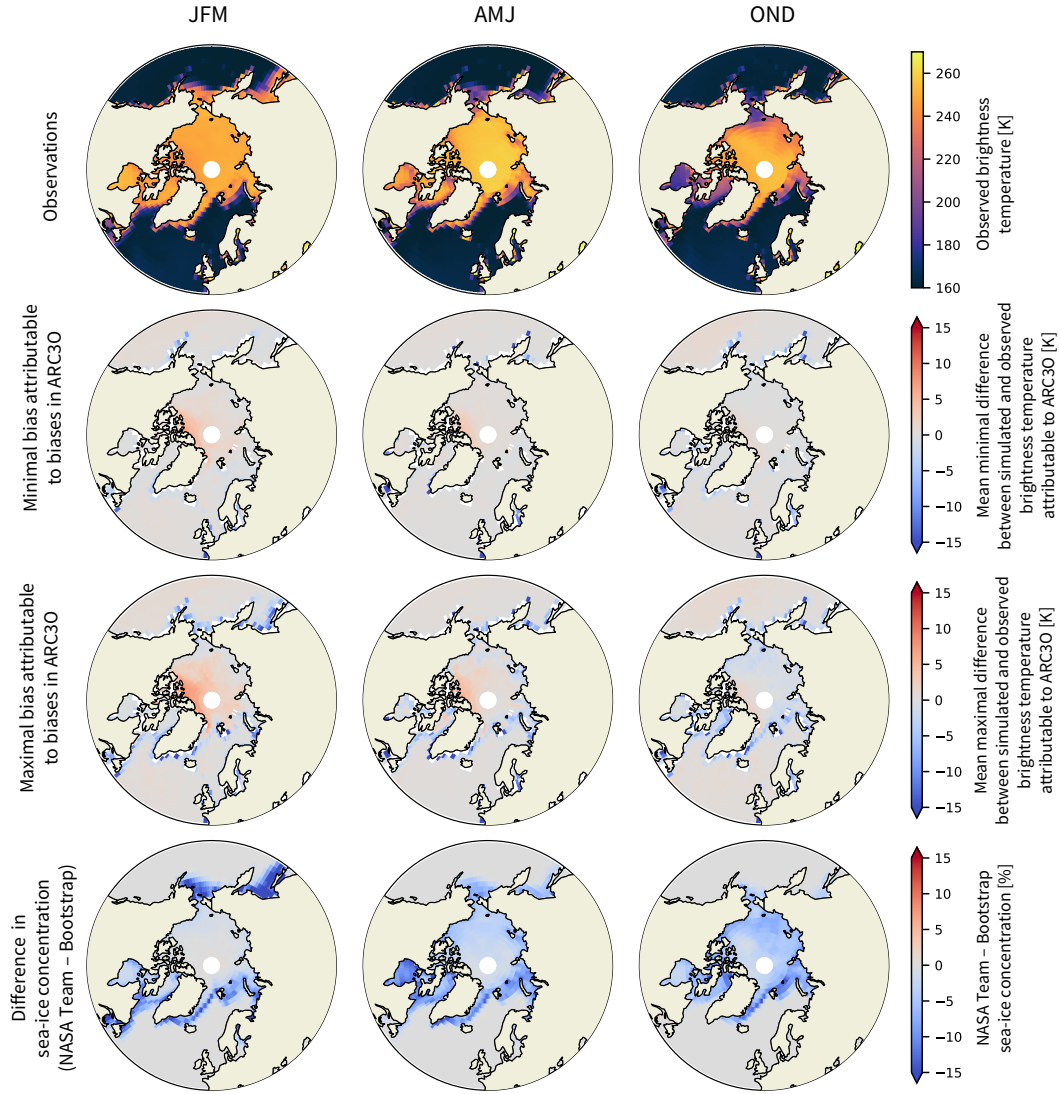 JFM
AMJ
OND
Observations
260
240
220
200
180
160
Observed brightness
temperature [K]
Minimal bias attributable
to biases in ARC3O
15
10
5
0
−5
−10
−15
Mean minimal difference
between simulated and observed
brightness temperature
attributable to ARC3O [K]
Maximal bias attributable
to biases in ARC3O
15
10
5
0
−5
−10
−15
Mean maximal difference
between simulated and observed
brightness temperature
attributable to ARC3O [K]
Difference in
sea-ice concentration
(NASA Team – Bootstrap)
15
10
5
0
−5
−10
−15
NASA Team – Bootstrap
sea-ice concentration [%]